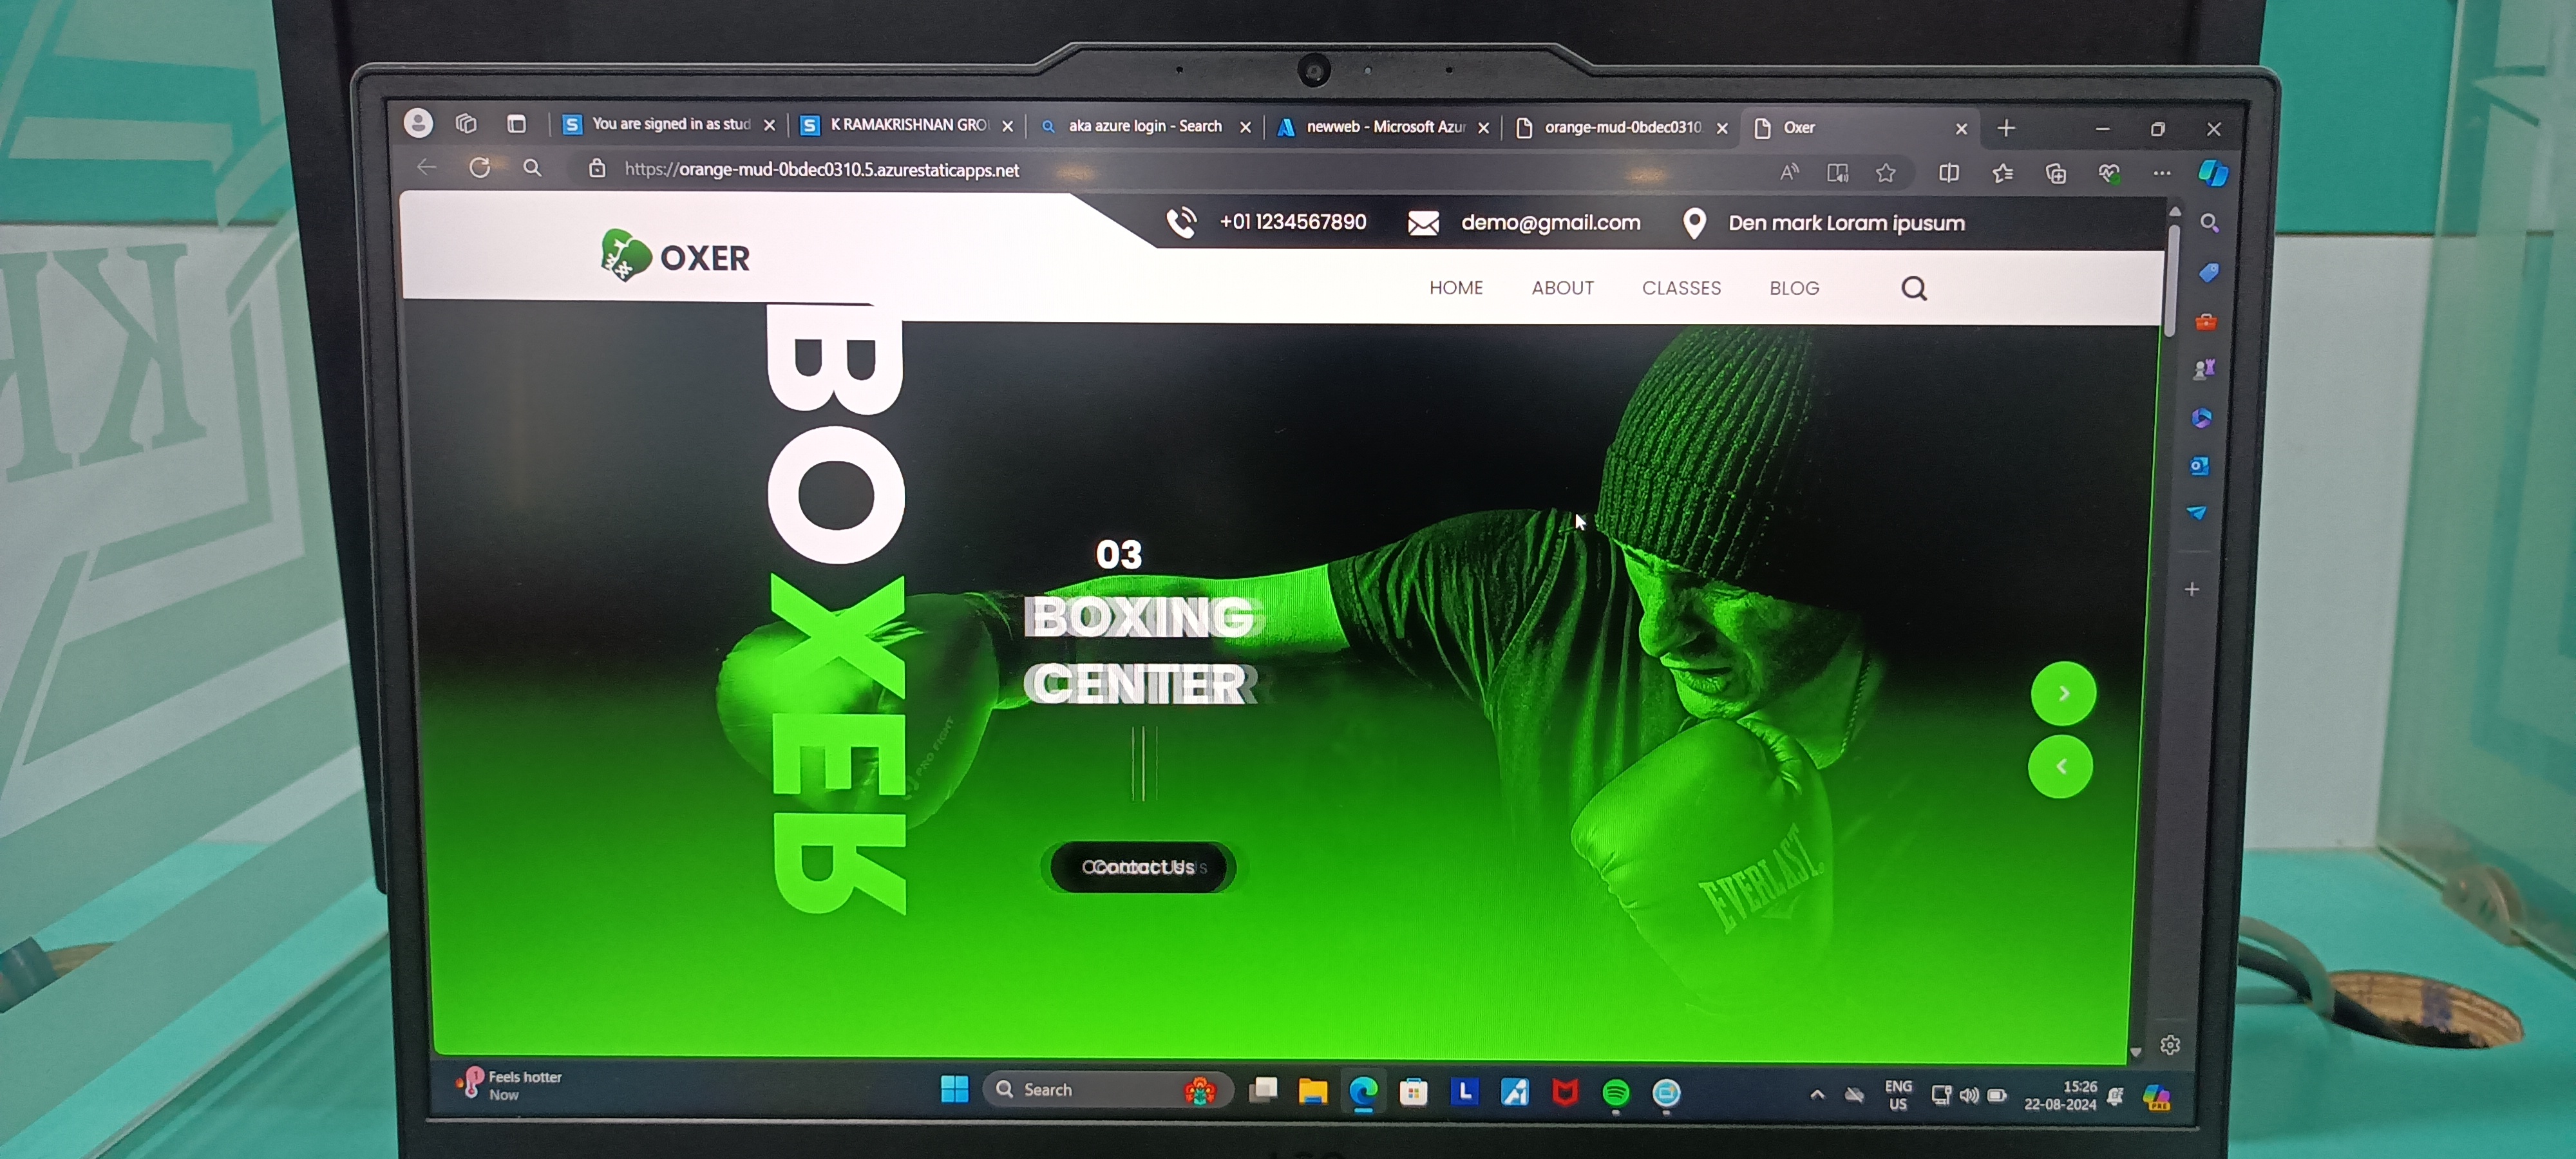 You are signed in as stud
K RAMAKRISHNAN GRO
aka azure login - Search
newweb - Microsoft Azur
orange-mud-0bdec0310
Oxer
https://orange-mud-0bdec0310.5.azurestaticapps.net
+01 1234567890
demo@gmail.com
Den mark Loram ipusum
OXER
HOME
ABOUT
CLASSES
BLOG
BOXER
03
BOXING
CENTER
Contact Us
PRO FIGHT
EVERLAST
Feels hotter
Now
Search
ENG
US
15:26
22-08-2024
PRE